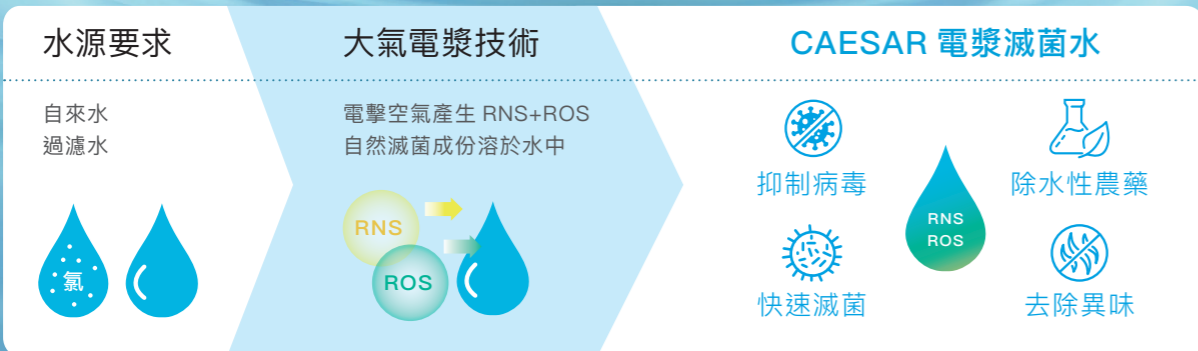 水源要求
自來水
過濾水
氯
大氣電漿技術
電擊空氣產生 RNS+ROS
自然滅菌成份溶於水中
RNS
ROS
CAESAR 電漿滅菌水
抑制病毒
快速滅菌
RNS
ROS
除水性農藥
去除異味